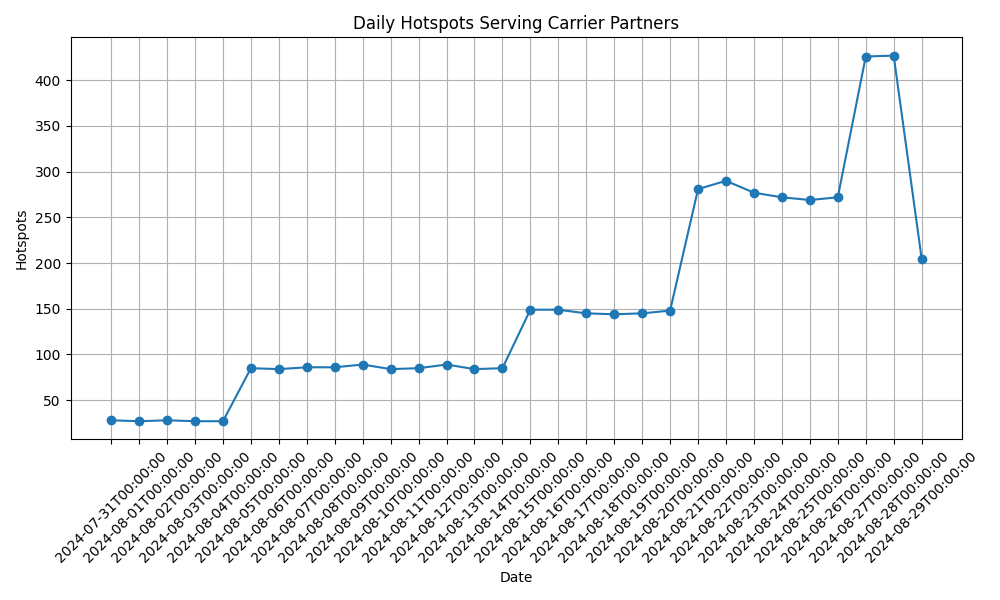 Daily Hotspots Serving Carrier Partners
Hotspots
400
350
300
250
200
150
100
50
2024-07-31T00:00:00
2024-08-01T00:00:00
2024-08-02T00:00:00
2024-08-03T00:00:00
2024-08-04T00:00:00
2024-08-05T00:00:00
2024-08-06T00:00:00
2024-08-07T00:00:00
2024-08-08T00:00:00
2024-08-09T00:00:00
2024-08-10T00:00:00
2024-08-11T00:00:00
2024-08-12T00:00:00
2024-08-13T00:00:00
2024-08-14T00:00:00
2024-08-15T00:00:00
2024-08-16T00:00:00
2024-08-17T00:00:00
2024-08-18T00:00:00
2024-08-19T00:00:00
2024-08-20T00:00:00
2024-08-21T00:00:00
2024-08-22T00:00:00
2024-08-23T00:00:00
2024-08-24T00:00:00
2024-08-25T00:00:00
2024-08-26T00:00:00
2024-08-27T00:00:00
2024-08-28T00:00:00
2024-08-29T00:00:00
Date